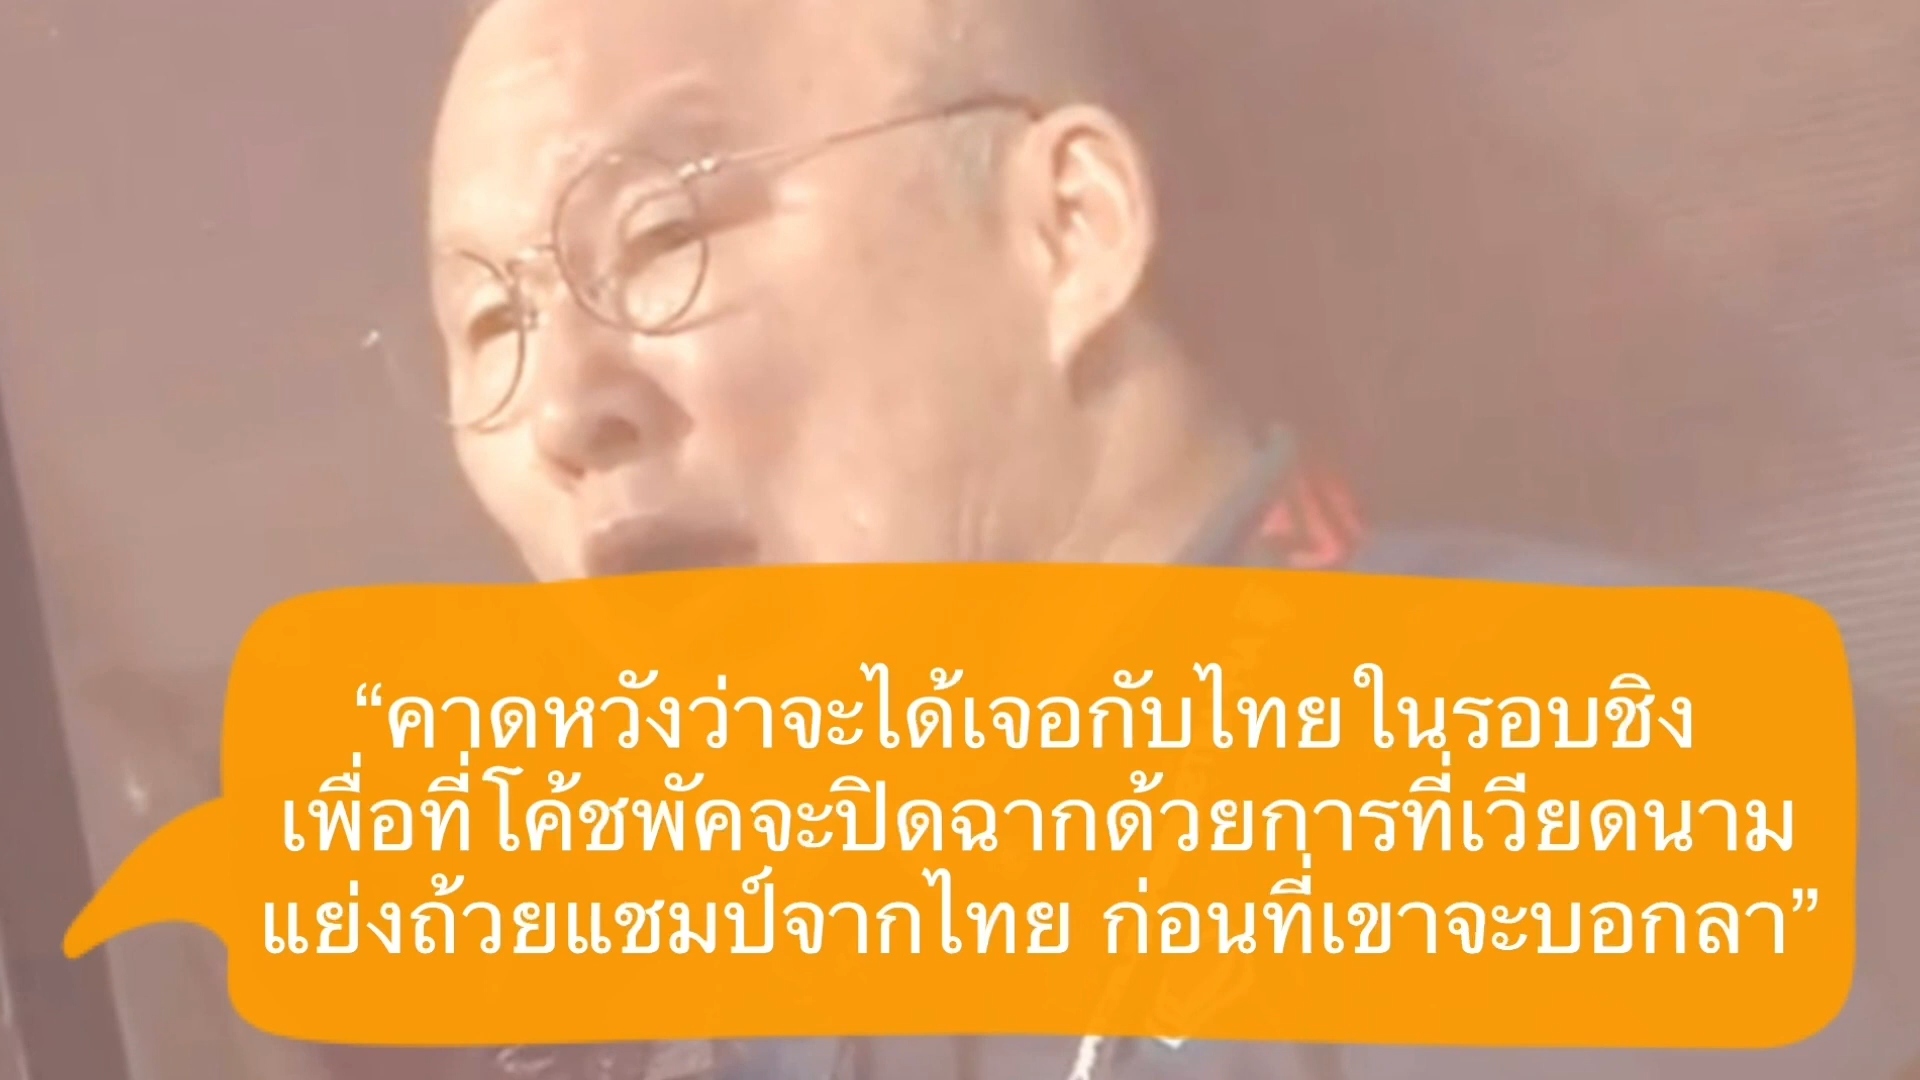 “คาดหวังว่าจะได้เจอกับไทยในรอบชิง
เพื่อที่โค้ชพัคจะปิดฉากด้วยการที่เวียดนาม
แย่งถ้วยแชมป์จากไทย ก่อนที่เขาจะบอกลา”